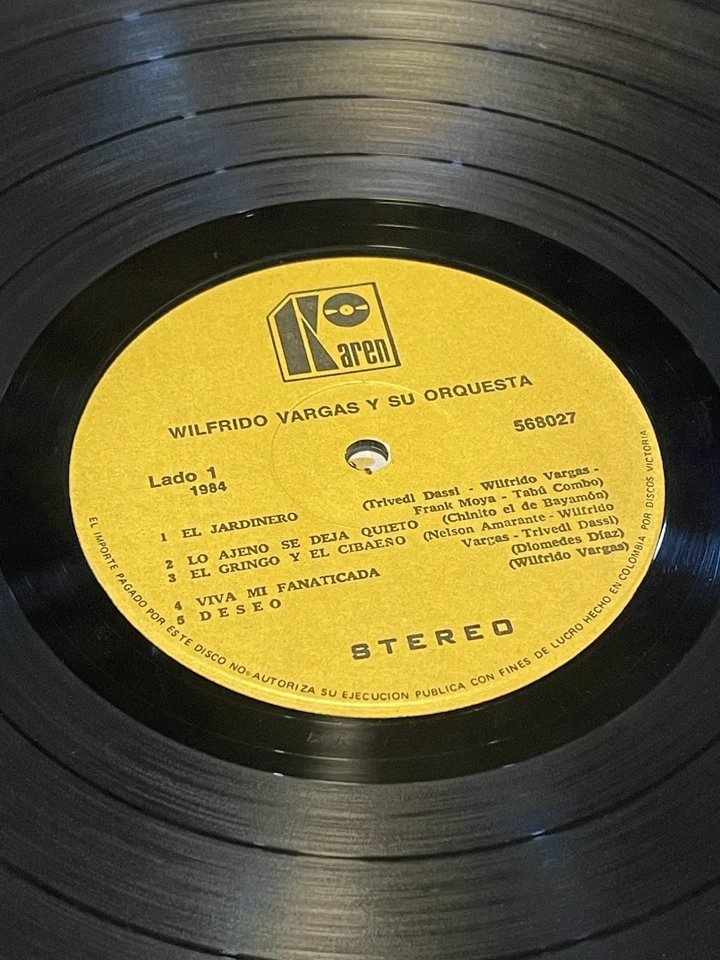 Karen
WILFRIDO VARGAS Y SU ORQUESTA
568027
Lado 1
1984
1 EL JARDINERO (Trivedi Dassi - Wilfrido Vargas -
Frank Moya - Tabú Combo)
2 LO AJENO SE DEJA QUIETO (Chinito el de Bayamón)
3 EL GRINGO Y EL CIBAEÑO (Nelson Amarante - Wilfrido
Vargas - Trivedi Dassi)
4 VIVA MI FANATICADA (Diomedes Díaz)
5 DESEO (Wilfrido Vargas)
STEREO
EL IMPORTE PAGADO POR ESTE DISCO NO AUTORIZA SU EJECUCION PUBLICA CON FINES DE LUCRO HECHO EN COLOMBIA POR DISCOS VICTORIA